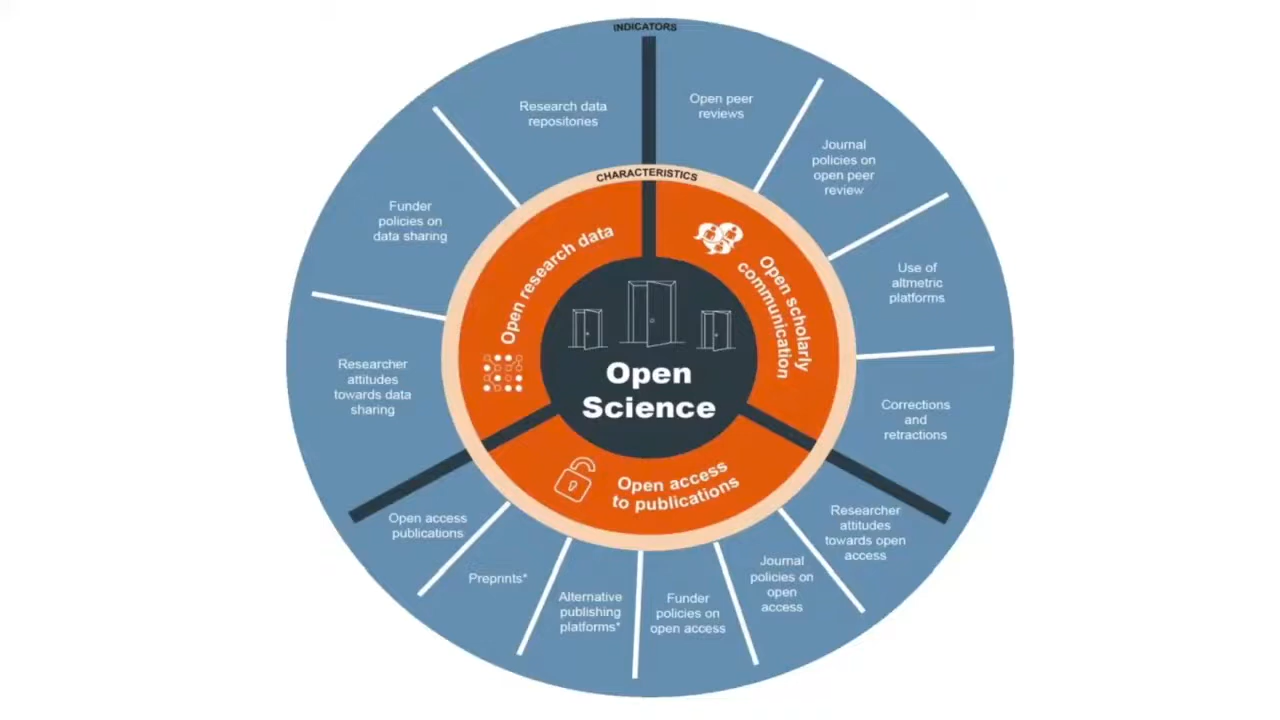 INDICATORS
Research data
repositories
Open peer
reviews
Journal
policies on
open peer
review
Use of
altmetric
platforms
Corrections
and
retractions
Researcher
attitudes
towards open
access
Journal
policies on
open
access
Funder
policies on
open access
Alternative
publishing
platforms*
Preprints*
Open access
publications
Researcher
attitudes
towards data
sharing
Funder
policies on
data sharing
CHARACTERISTICS
Open research data
Open scholarly
communication
Open access
to publications
Open
Science